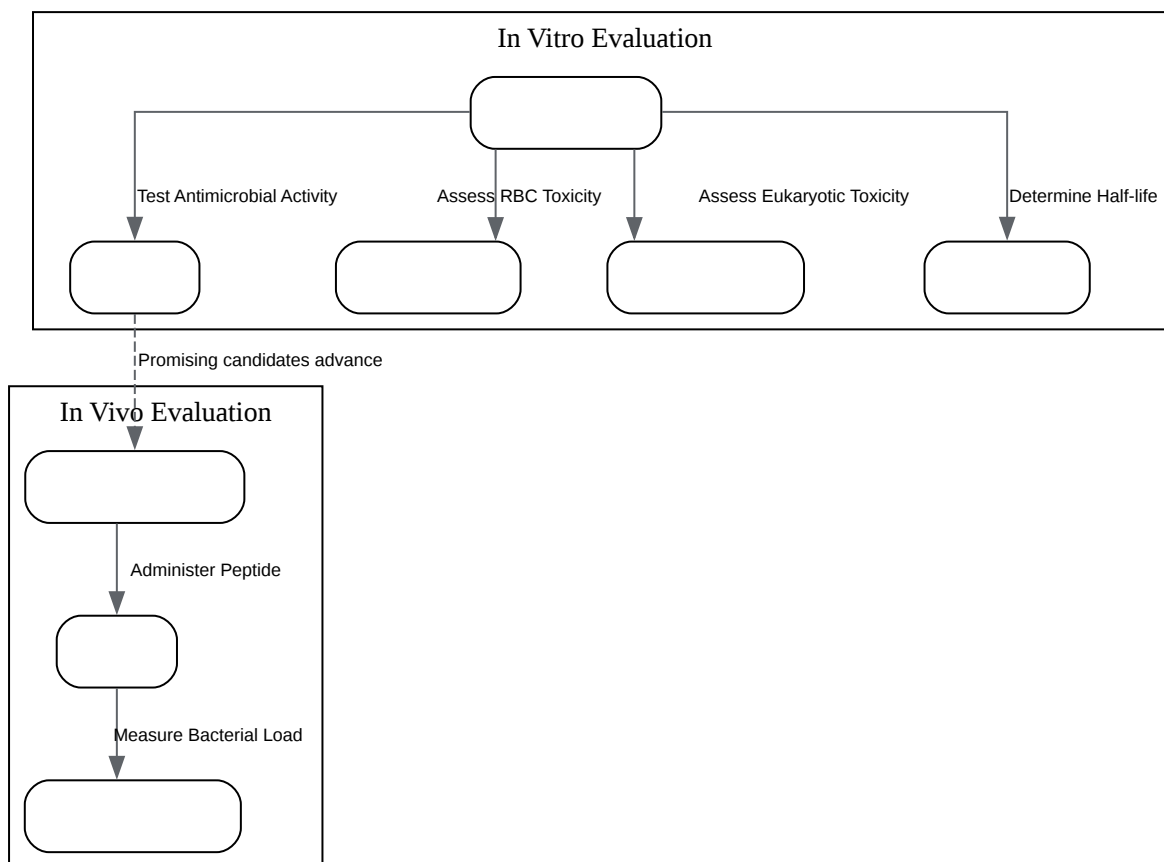 In Vitro Evaluation
Test Antimicrobial Activity
Assess RBC Toxicity
Assess Eukaryotic Toxicity
Determine Half-life
Promising candidates advance
In Vivo Evaluation
Administer Peptide
Measure Bacterial Load